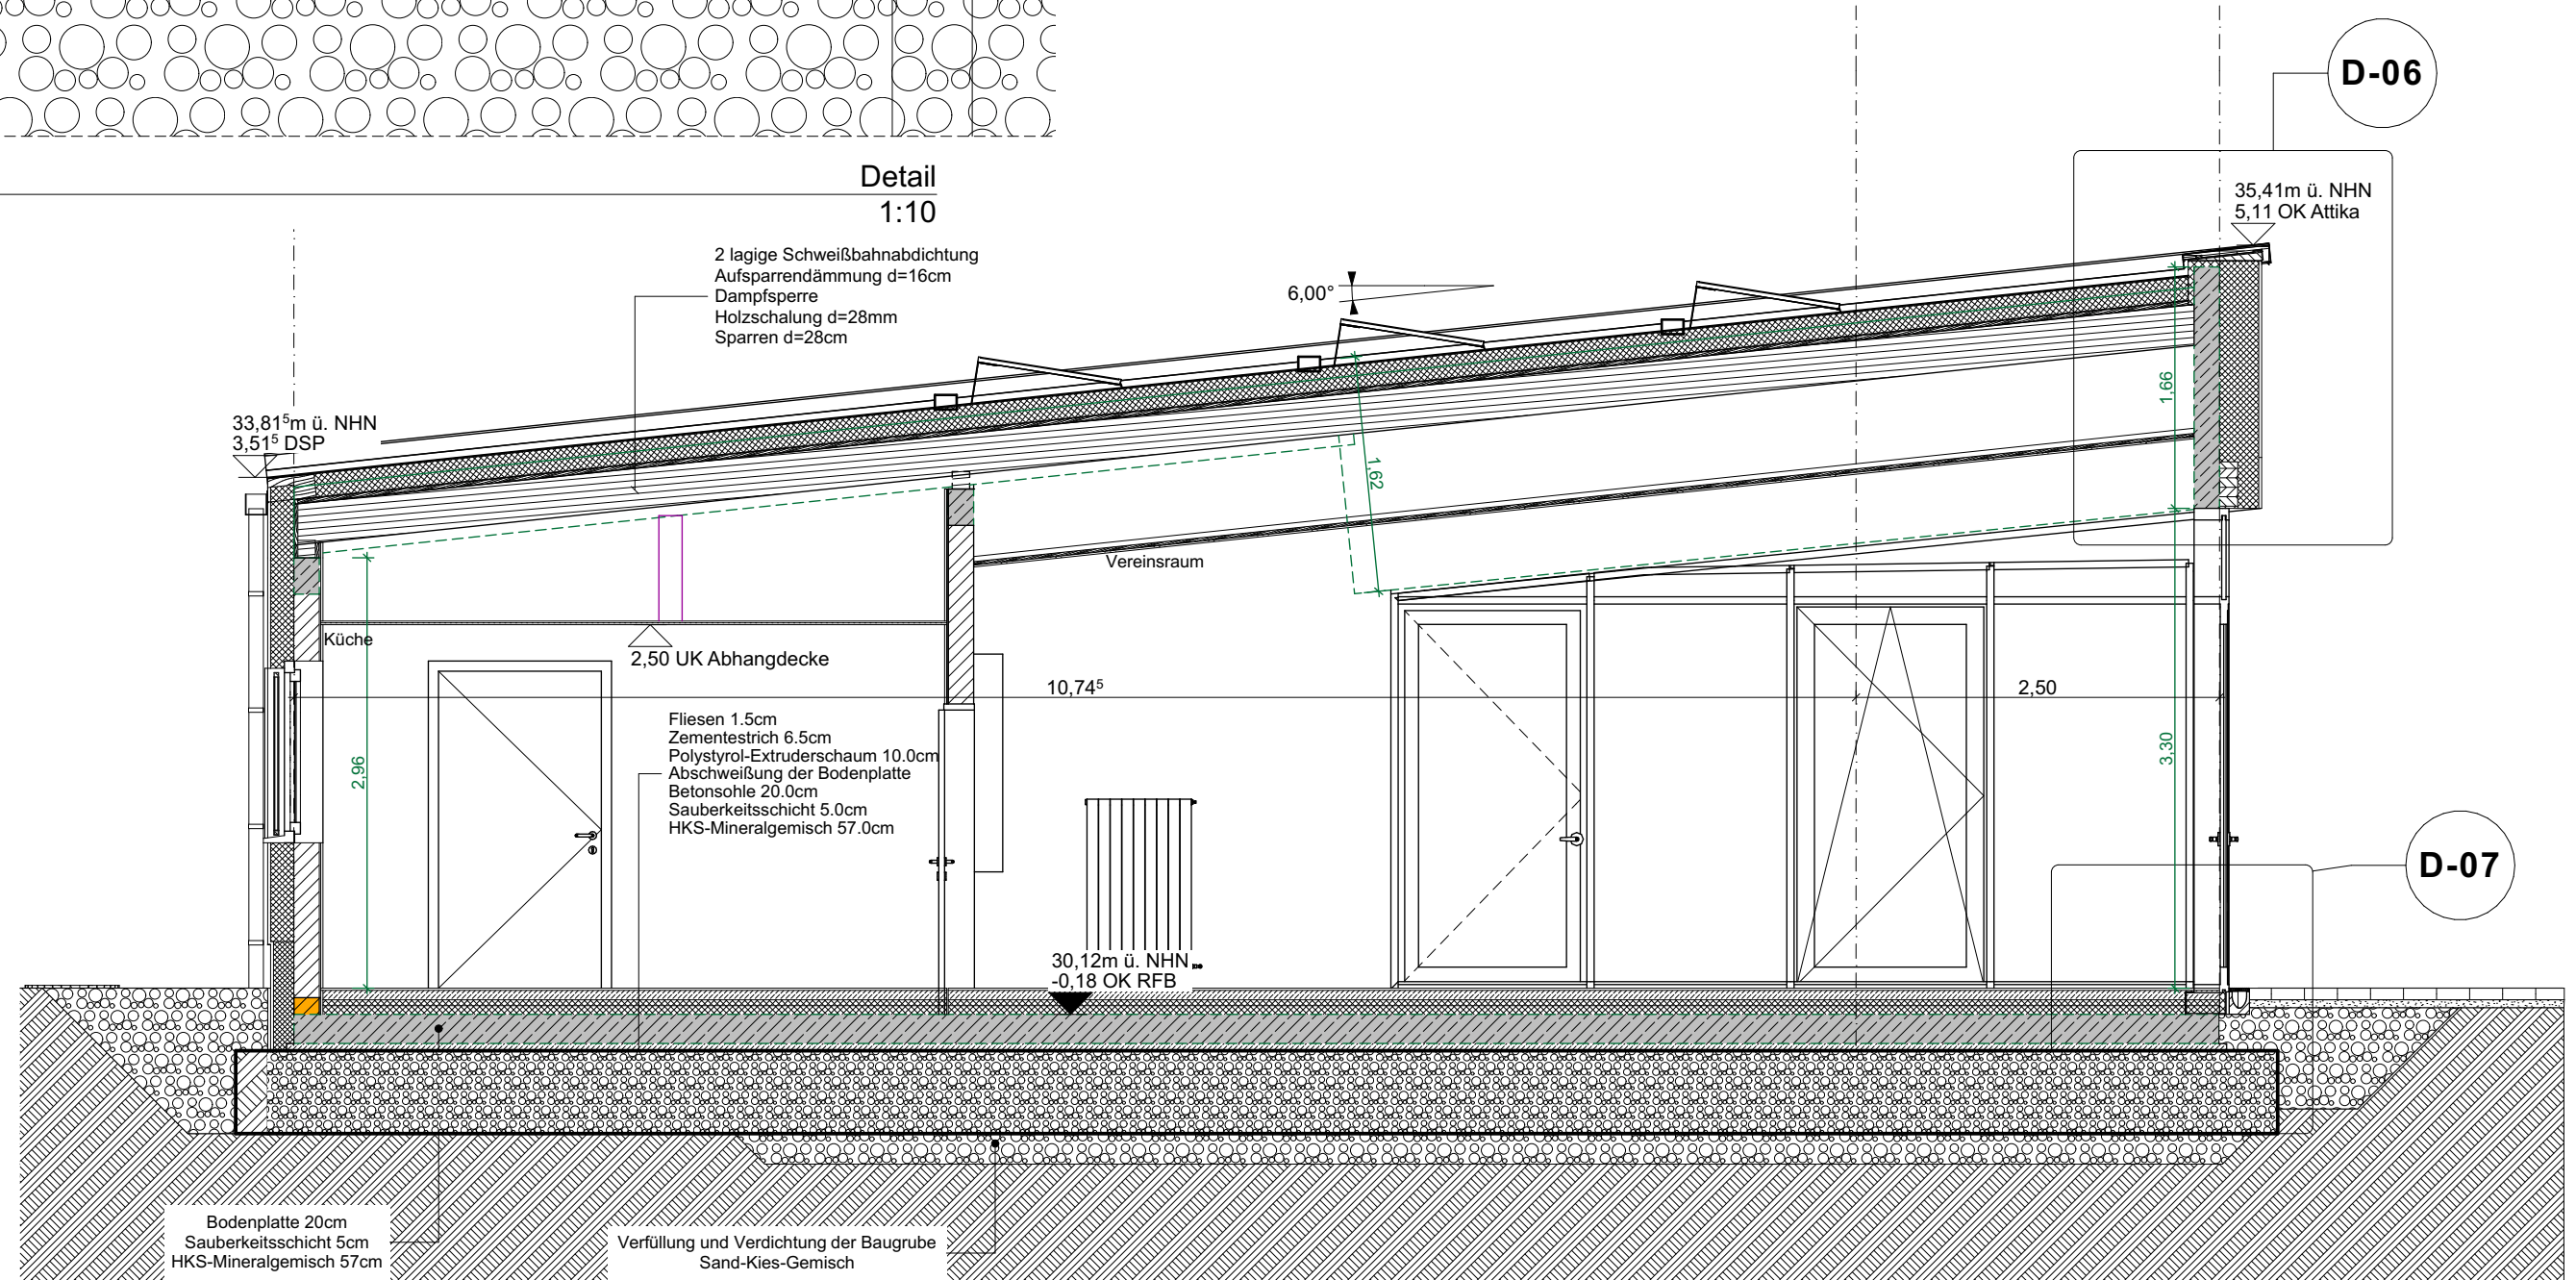 Detail
1:10
D-06
35,41m ü. NHN
5,11 OK Attika
2 lagige Schweißbahnabdichtung
Aufsparrendämmung d=16cm
Dampfsperre
Holzschalung d=28mm
Sparren d=28cm
6,00°
33,81⁵m ü. NHN
3,51⁵ DSP
1,66
1,62
Vereinsraum
Küche
2,50 UK Abhangdecke
10,74⁵
2,50
2,96
3,30
Fliesen 1.5cm
Zementestrich 6.5cm
Polystyrol-Extruderschaum 10.0cm
Abschweißung der Bodenplatte
Betonsohle 20.0cm
Sauberkeitsschicht 5.0cm
HKS-Mineralgemisch 57.0cm
D-07
30,12m ü. NHN
-0,18 OK RFB
Bodenplatte 20cm
Sauberkeitsschicht 5cm
HKS-Mineralgemisch 57cm
Verfüllung und Verdichtung der Baugrube
Sand-Kies-Gemisch